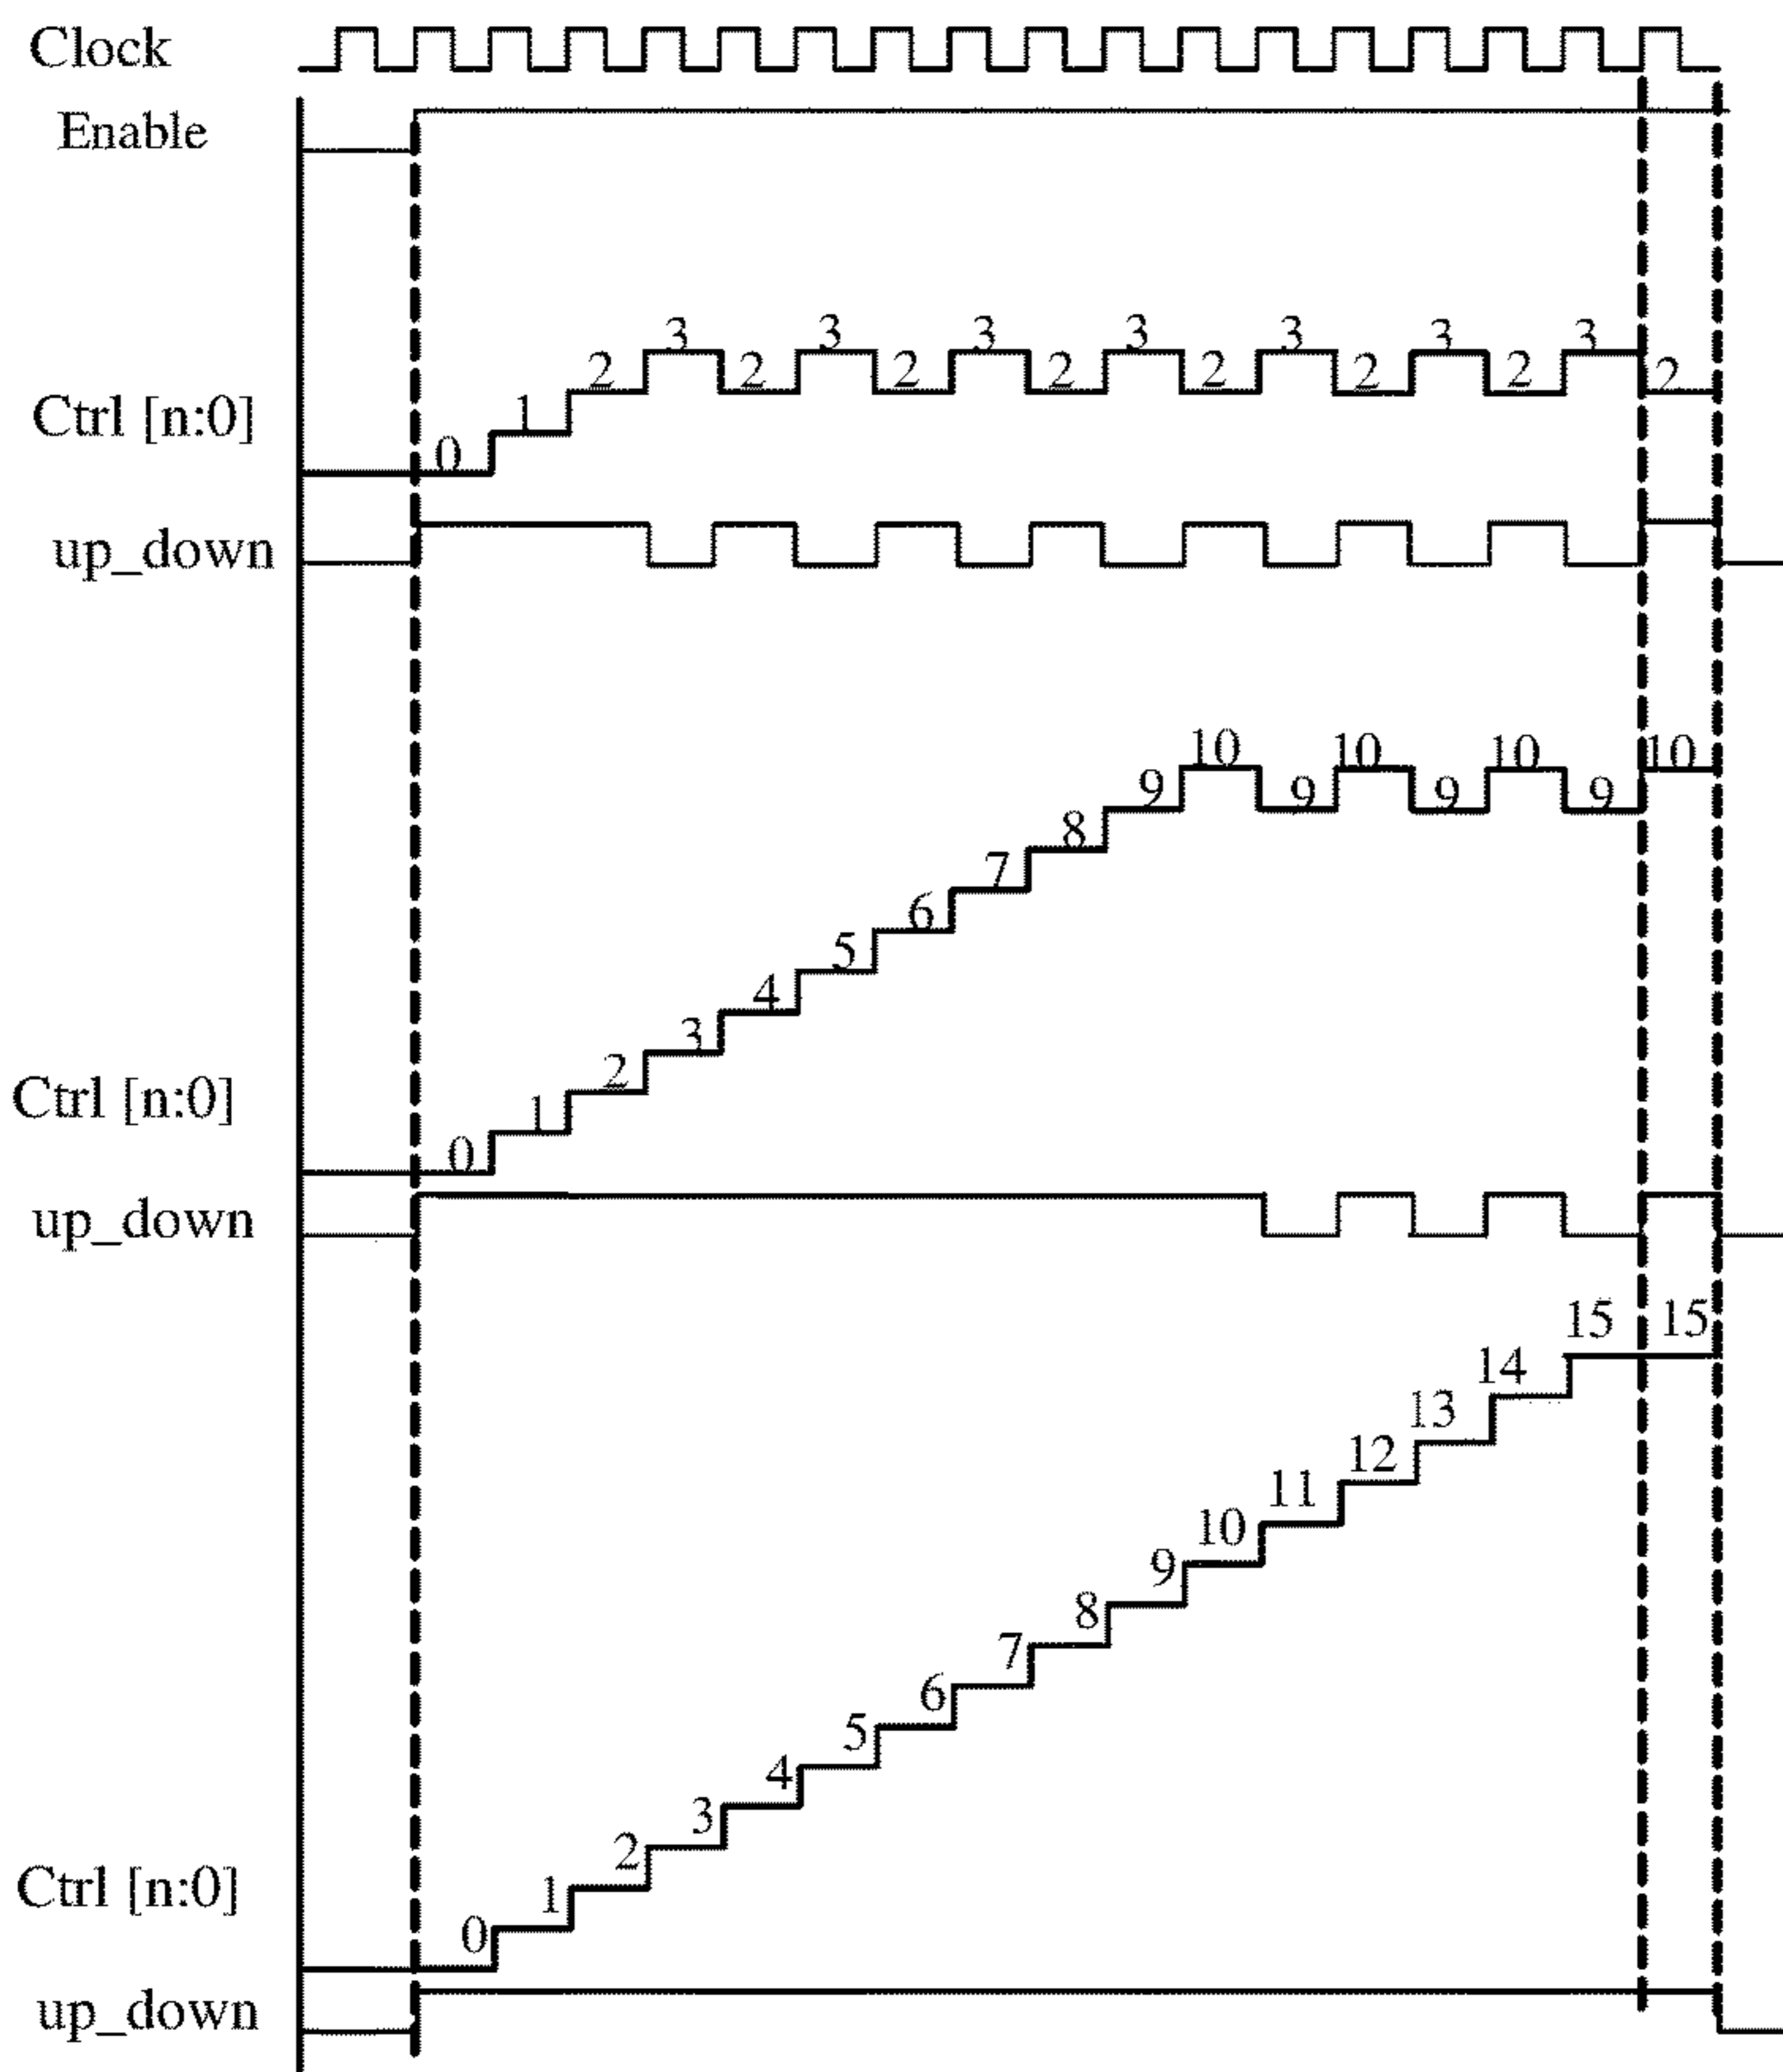 Clock
Enable
Ctrl [n:0]
0 1 2 3 2 3 2 3 2 3 2 3 2 3 2 3 2
up_down
Ctrl [n:0]
0 1 2 3 4 5 6 7 8 9 10 9 10 9 10 9 10
up_down
Ctrl [n:0]
0 1 2 3 4 5 6 7 8 9 10 11 12 13 14 15 15
up_down